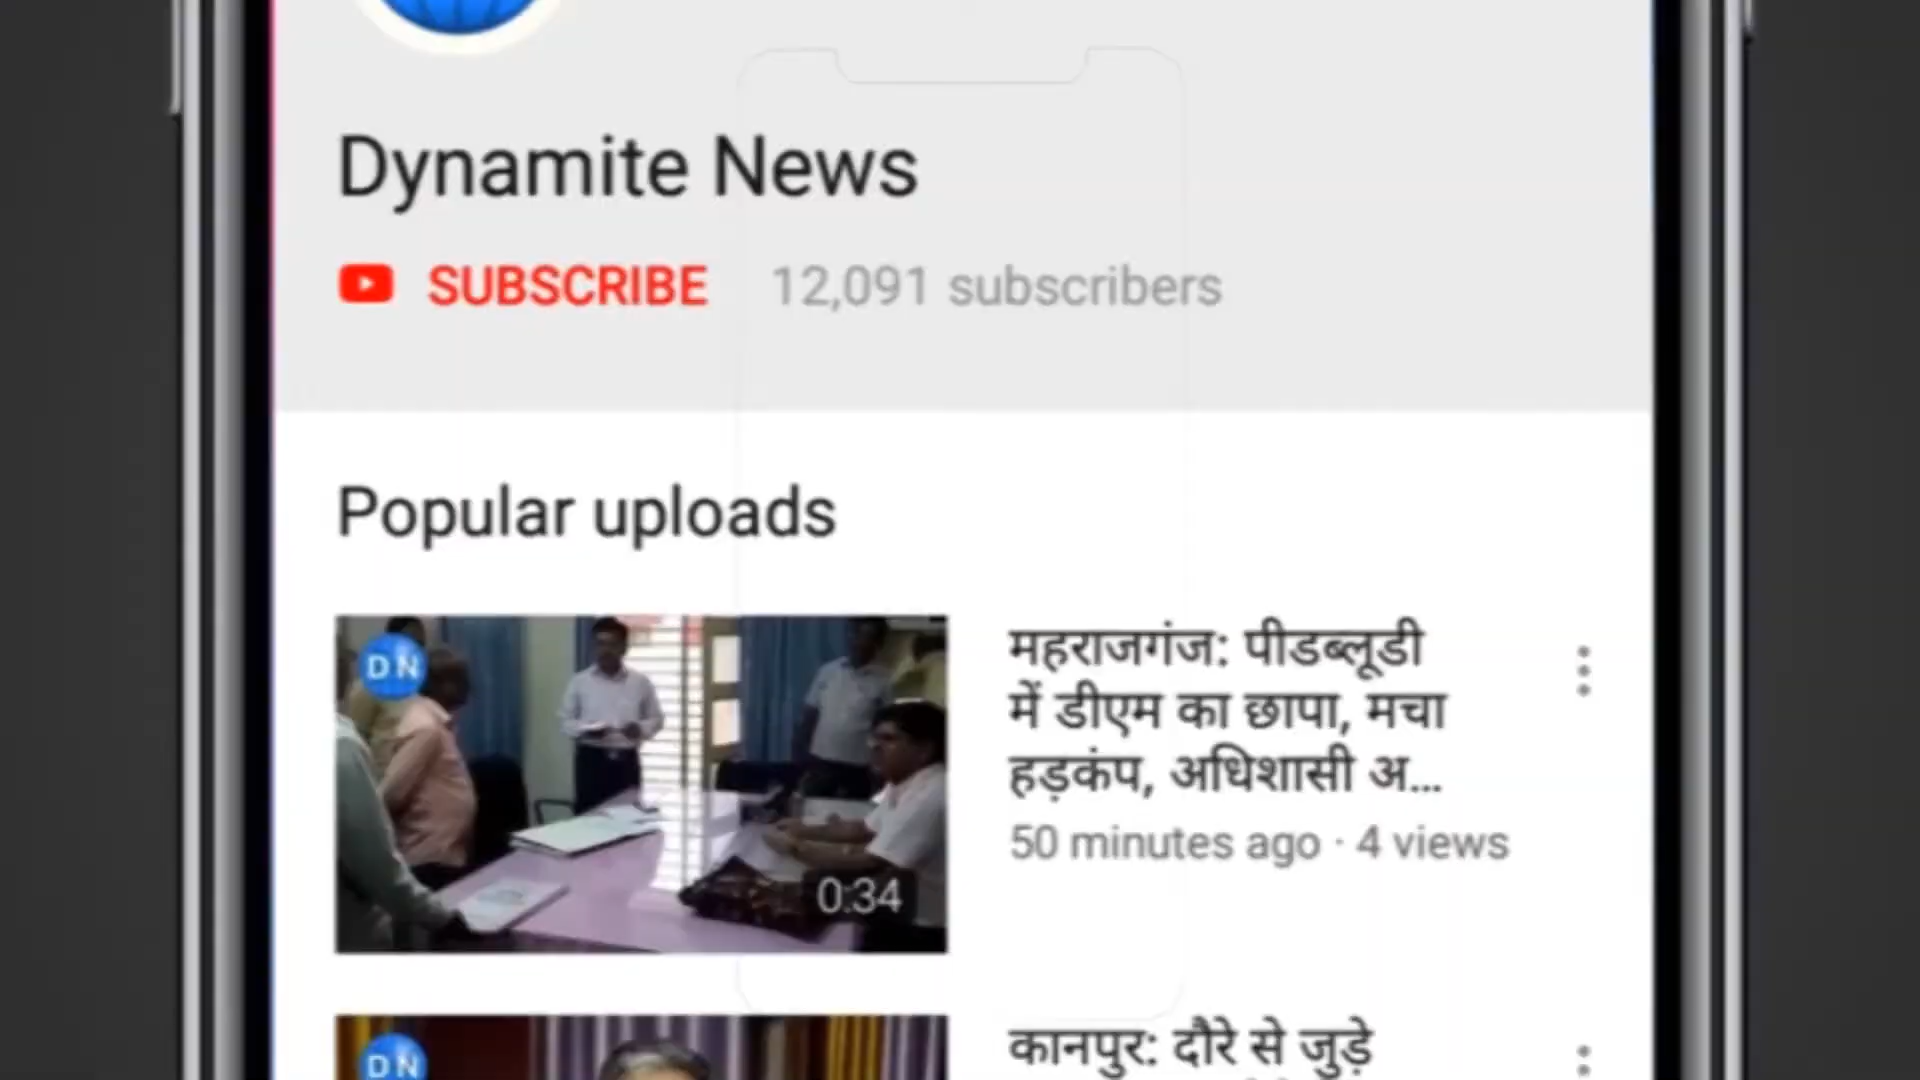 Dynamite News
SUBSCRIBE 12,091 subscribers
Popular uploads
DN
महराजगंज: पीडब्लूडी
में डीएम का छापा, मचा
हड़कंप, अधिशासी अ...
50 minutes ago · 4 views
0:34
DN
कानपुर: दौरे से जुड़े